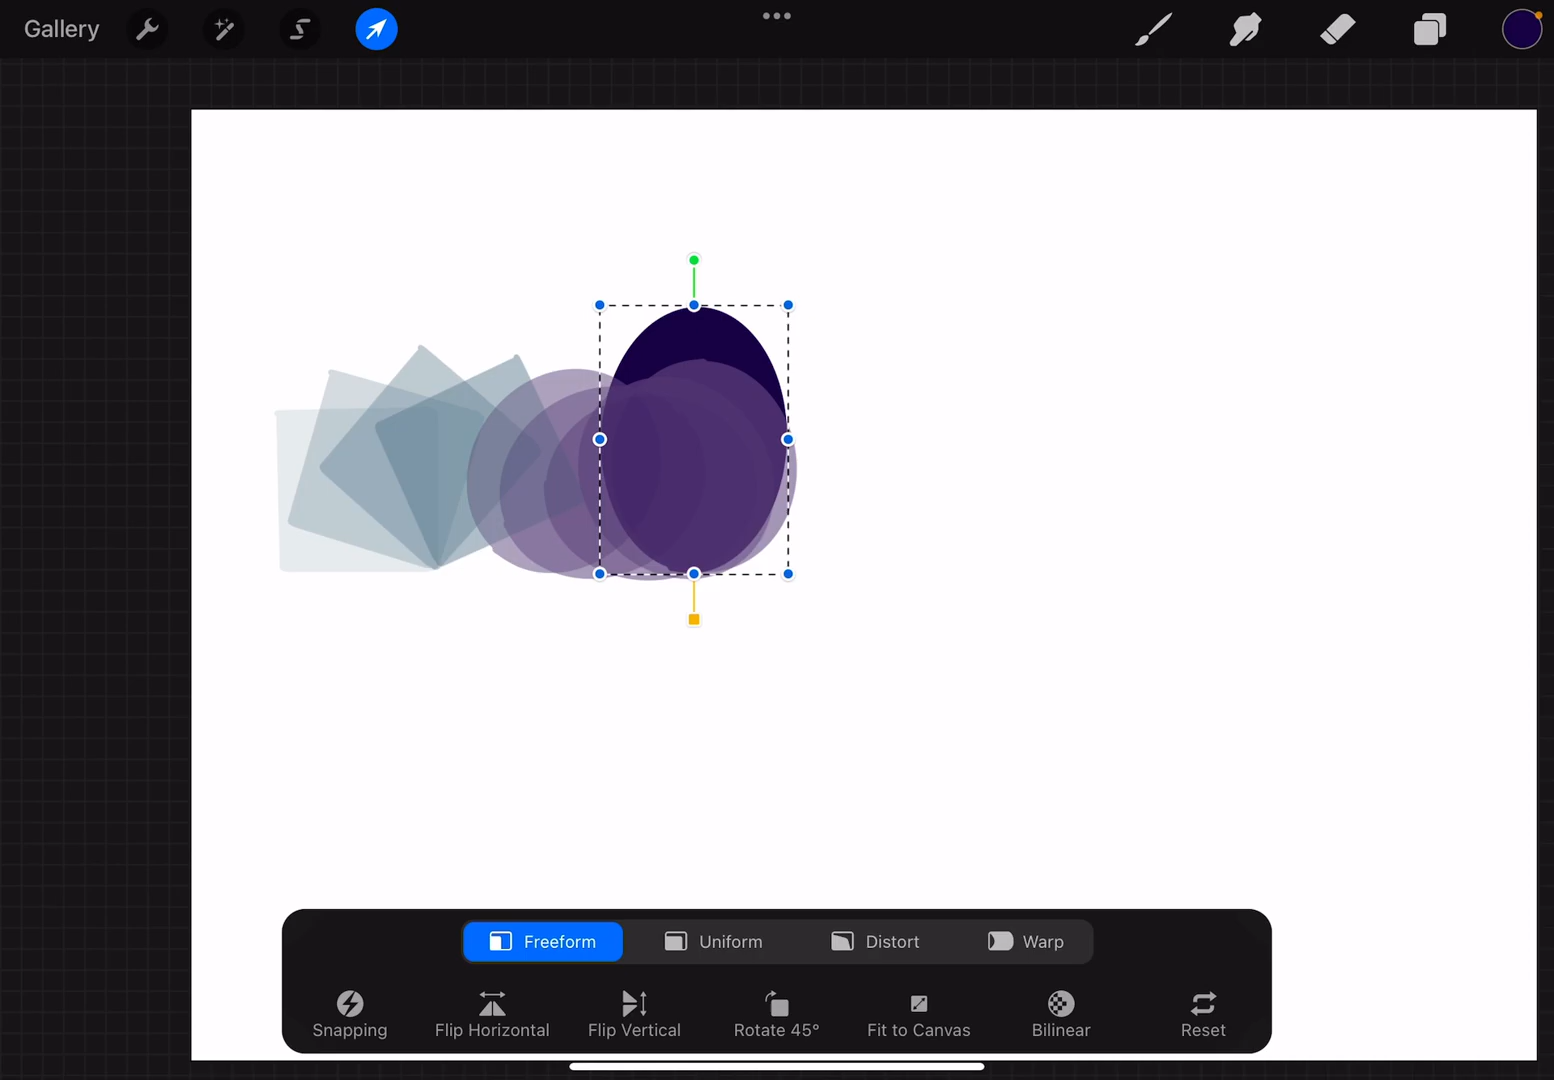 Gallery
Freeform Uniform Distort Warp
Snapping Flip Horizontal Flip Vertical Rotate 45° Fit to Canvas Bilinear Reset